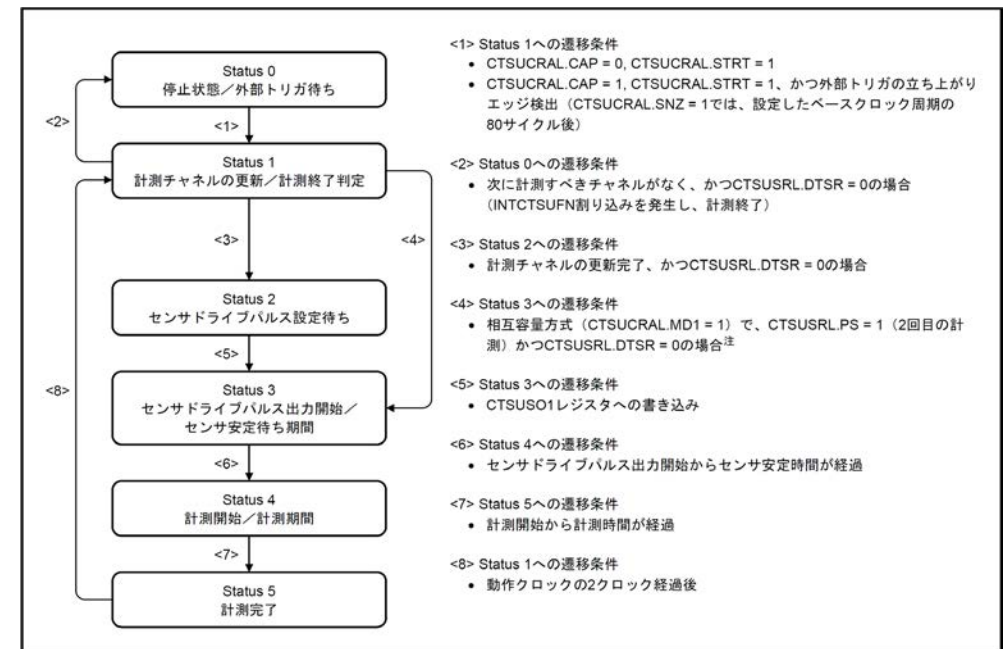 Status 0
停止状態／外部トリガ待ち
<2>
<1>
Status 1
計測チャネルの更新／計測終了判定
<3>
<4>
Status 2
センサドライブパルス設定待ち
<8>
<5>
Status 3
センサドライブパルス出力開始／
センサ安定待ち期間
<6>
Status 4
計測開始／計測期間
<7>
Status 5
計測完了
<1> Status 1への遷移条件
• CTSUCRAL.CAP = 0, CTSUCRAL.STRT = 1
• CTSUCRAL.CAP = 1, CTSUCRAL.STRT = 1、かつ外部トリガの立ち上がり
エッジ検出（CTSUCRAL.SNZ = 1では、設定したベースクロック周期の
80サイクル後）
<2> Status 0への遷移条件
• 次に計測すべきチャネルがなく、かつCTSUSRL.DTSR = 0の場合
（INTCTSUFN割り込みを発生し、計測終了）
<3> Status 2への遷移条件
• 計測チャネルの更新完了、かつCTSUSRL.DTSR = 0の場合
<4> Status 3への遷移条件
• 相互容量方式（CTSUCRAL.MD1 = 1）で、CTSUSRL.PS = 1（2回目の計
測）かつCTSUSRL.DTSR = 0の場合注
<5> Status 3への遷移条件
• CTSUSO1レジスタへの書き込み
<6> Status 4への遷移条件
• センサドライブパルス出力開始からセンサ安定時間が経過
<7> Status 5への遷移条件
• 計測開始から計測時間が経過
<8> Status 1への遷移条件
• 動作クロックの2クロック経過後